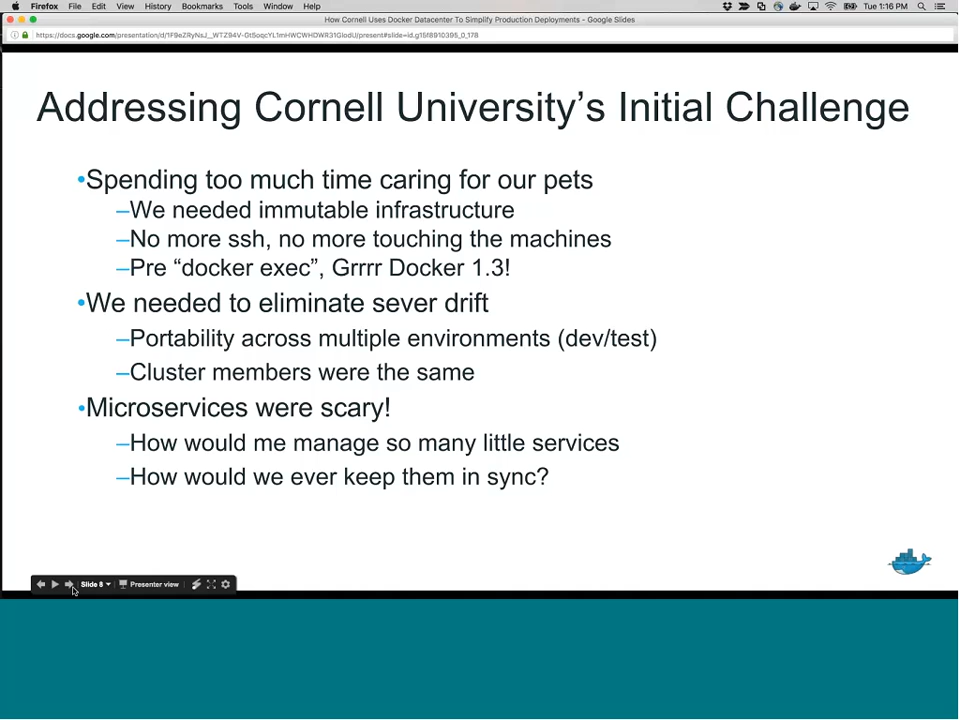 Firefox File Edit View History Bookmarks Tools Window Help Tue 1:16 PM
How Cornell Uses Docker Datacenter To Simplify Production Deployments - Google Slides
Addressing Cornell University’s Initial Challenge
•Spending too much time caring for our pets
–We needed immutable infrastructure
–No more ssh, no more touching the machines
–Pre “docker exec”, Grrrr Docker 1.3!
•We needed to eliminate sever drift
–Portability across multiple environments (dev/test)
–Cluster members were the same
•Microservices were scary!
–How would me manage so many little services
–How would we ever keep them in sync?
Slide 8 Presenter view